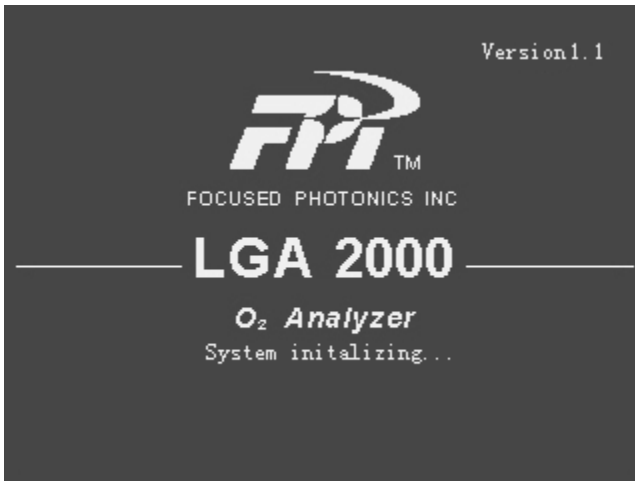 Version1.1
FPI TM
FOCUSED PHOTONICS INC
LGA 2000
O₂ Analyzer
System initalizing...